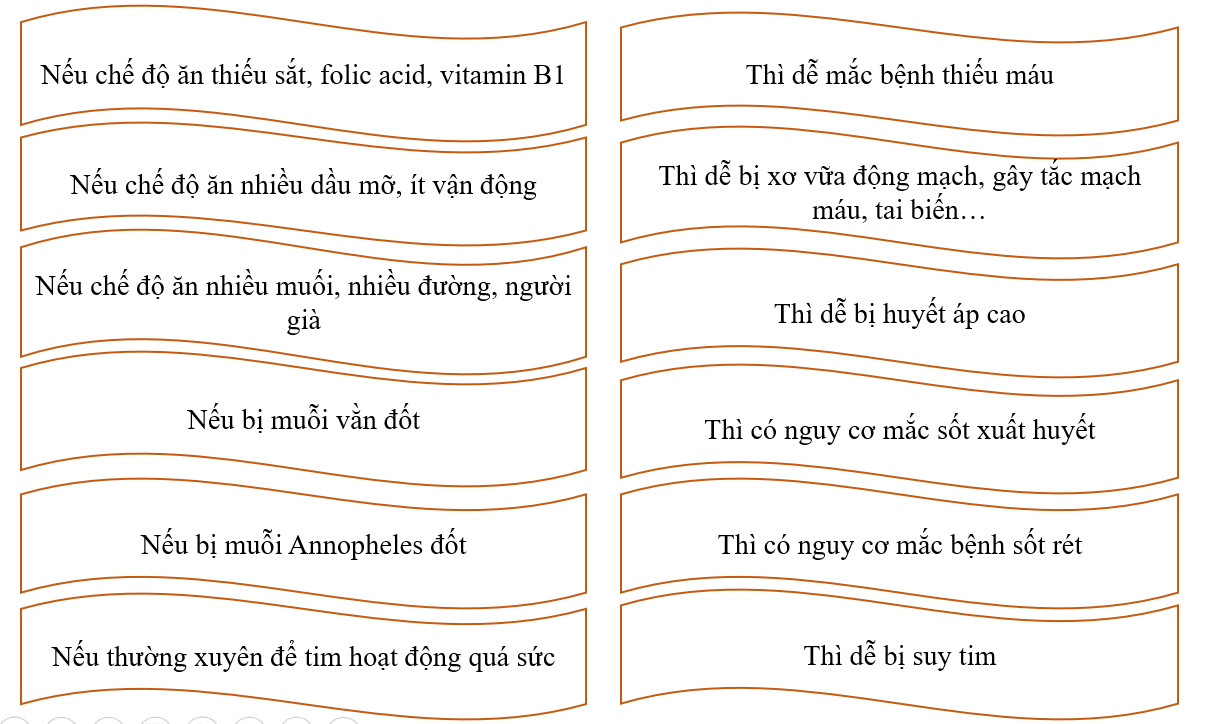 Nếu chế độ ăn thiếu sắt, folic acid, vitamin B1
Thì dễ mắc bệnh thiếu máu
Nếu chế độ ăn nhiều dầu mỡ, ít vận động
Thì dễ bị xơ vữa động mạch, gây tắc mạch
máu, tai biến…
Nếu chế độ ăn nhiều muối, nhiều đường, người
già
Thì dễ bị huyết áp cao
Nếu bị muỗi vằn đốt
Thì có nguy cơ mắc sốt xuất huyết
Nếu bị muỗi Annopheles đốt
Thì có nguy cơ mắc bệnh sốt rét
Nếu thường xuyên để tim hoạt động quá sức
Thì dễ bị suy tim